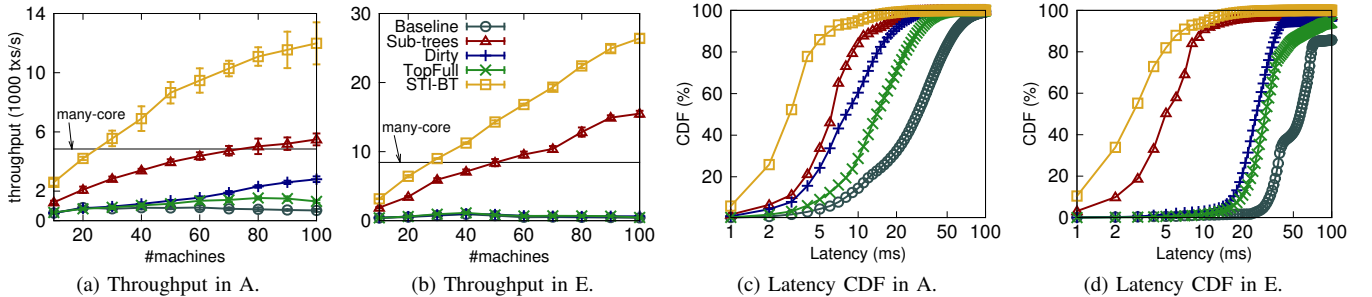 throughput (1000 txs/s)
14
12
10
8
6
4
2
0
many-core
20 40 60 80 100
#machines
(a) Throughput in A.
30
25
20
15
10
5
0
Baseline
Sub-trees
Dirty
TopFull
STI-BT
many-core
20 40 60 80 100
#machines
(b) Throughput in E.
CDF (%)
100
80
60
40
20
1 2 5 10 20 50 100
Latency (ms)
(c) Latency CDF in A.
CDF (%)
100
80
60
40
20
0
1 2 5 10 20 50 100
Latency (ms)
(d) Latency CDF in E.